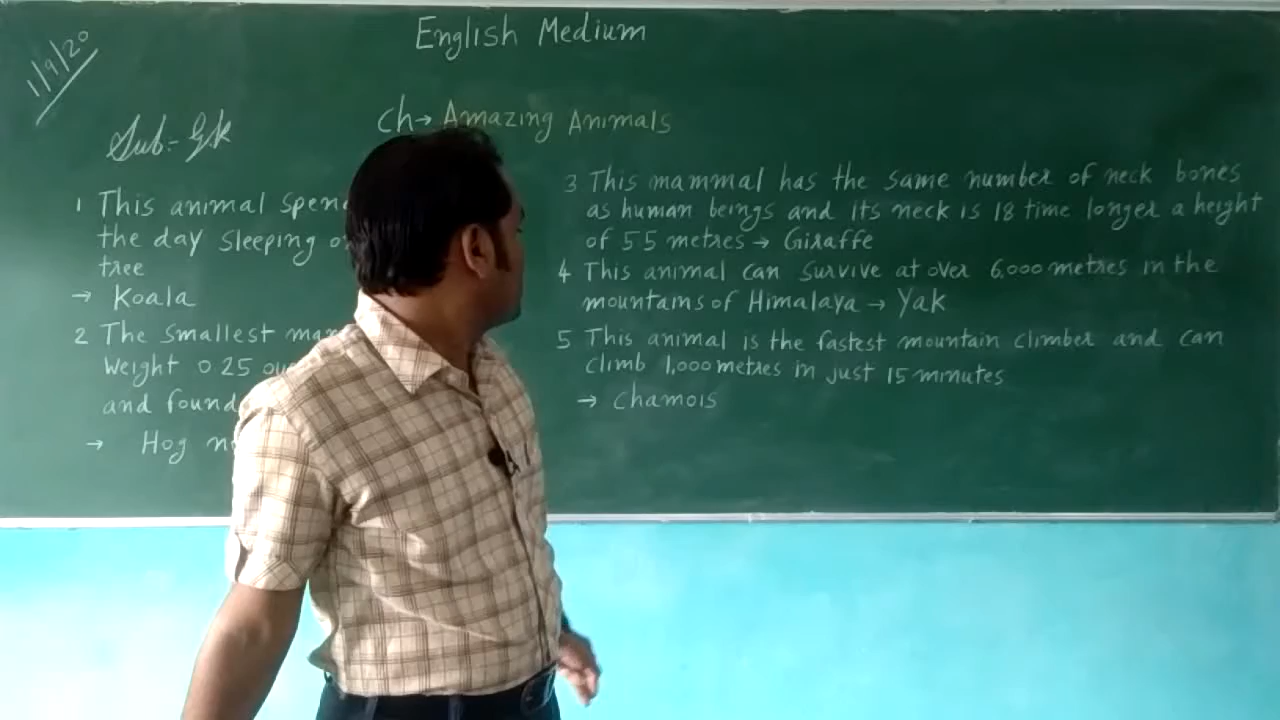 1/9/20
English Medium
Sub:- G.K
ch→ Amazing Animals
1 This animal
the day sleeping
tree
→ Koala
2 The smallest
Weight 0.25
and found
→ Hog
3 This mammal has the same number of neck bones
as human beings and its neck is 18 time longer a height
of 5.5 metres → Giraffe
4 This animal can survive at over 6,000 metres in the
mountains of Himalaya → Yak
5 This animal is the fastest mountain climber and can
climb 1,000 metres in just 15 minutes
→ Chamois